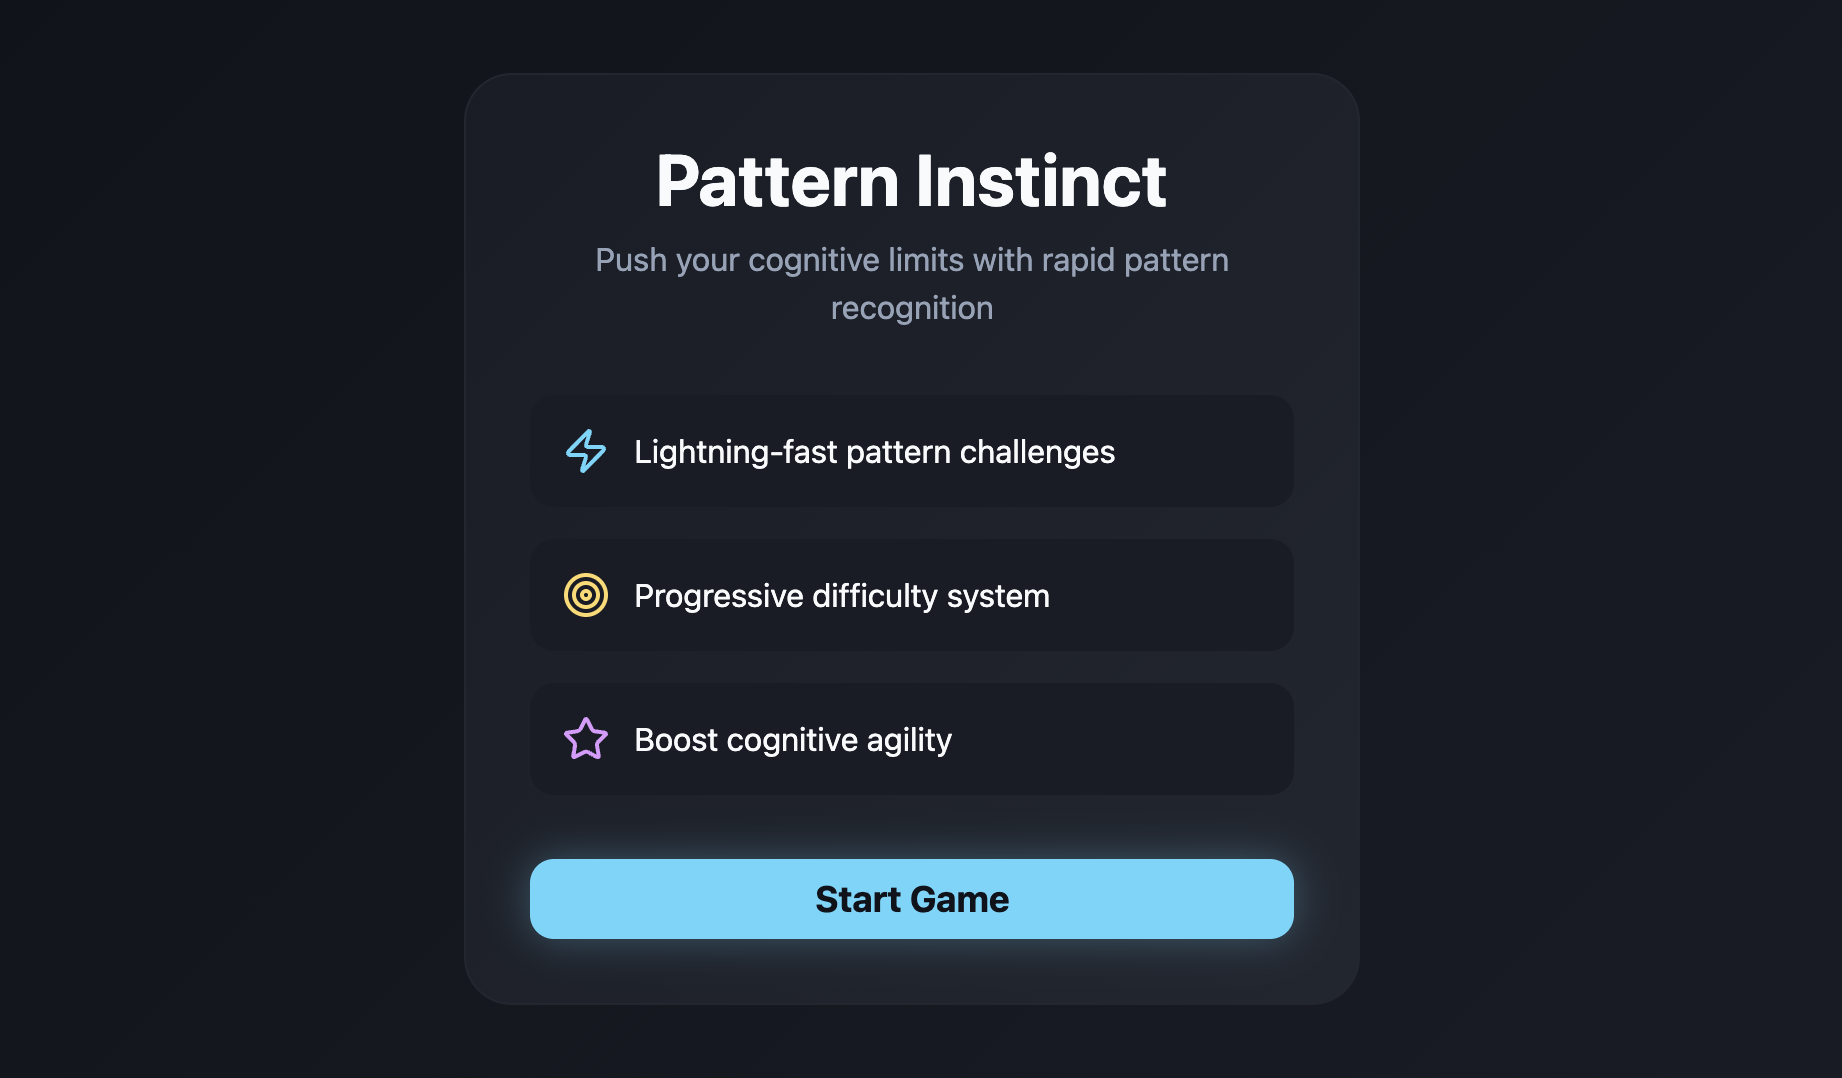 Pattern Instinct
Push your cognitive limits with rapid pattern
recognition
Lightning-fast pattern challenges
Progressive difficulty system
Boost cognitive agility
Start Game